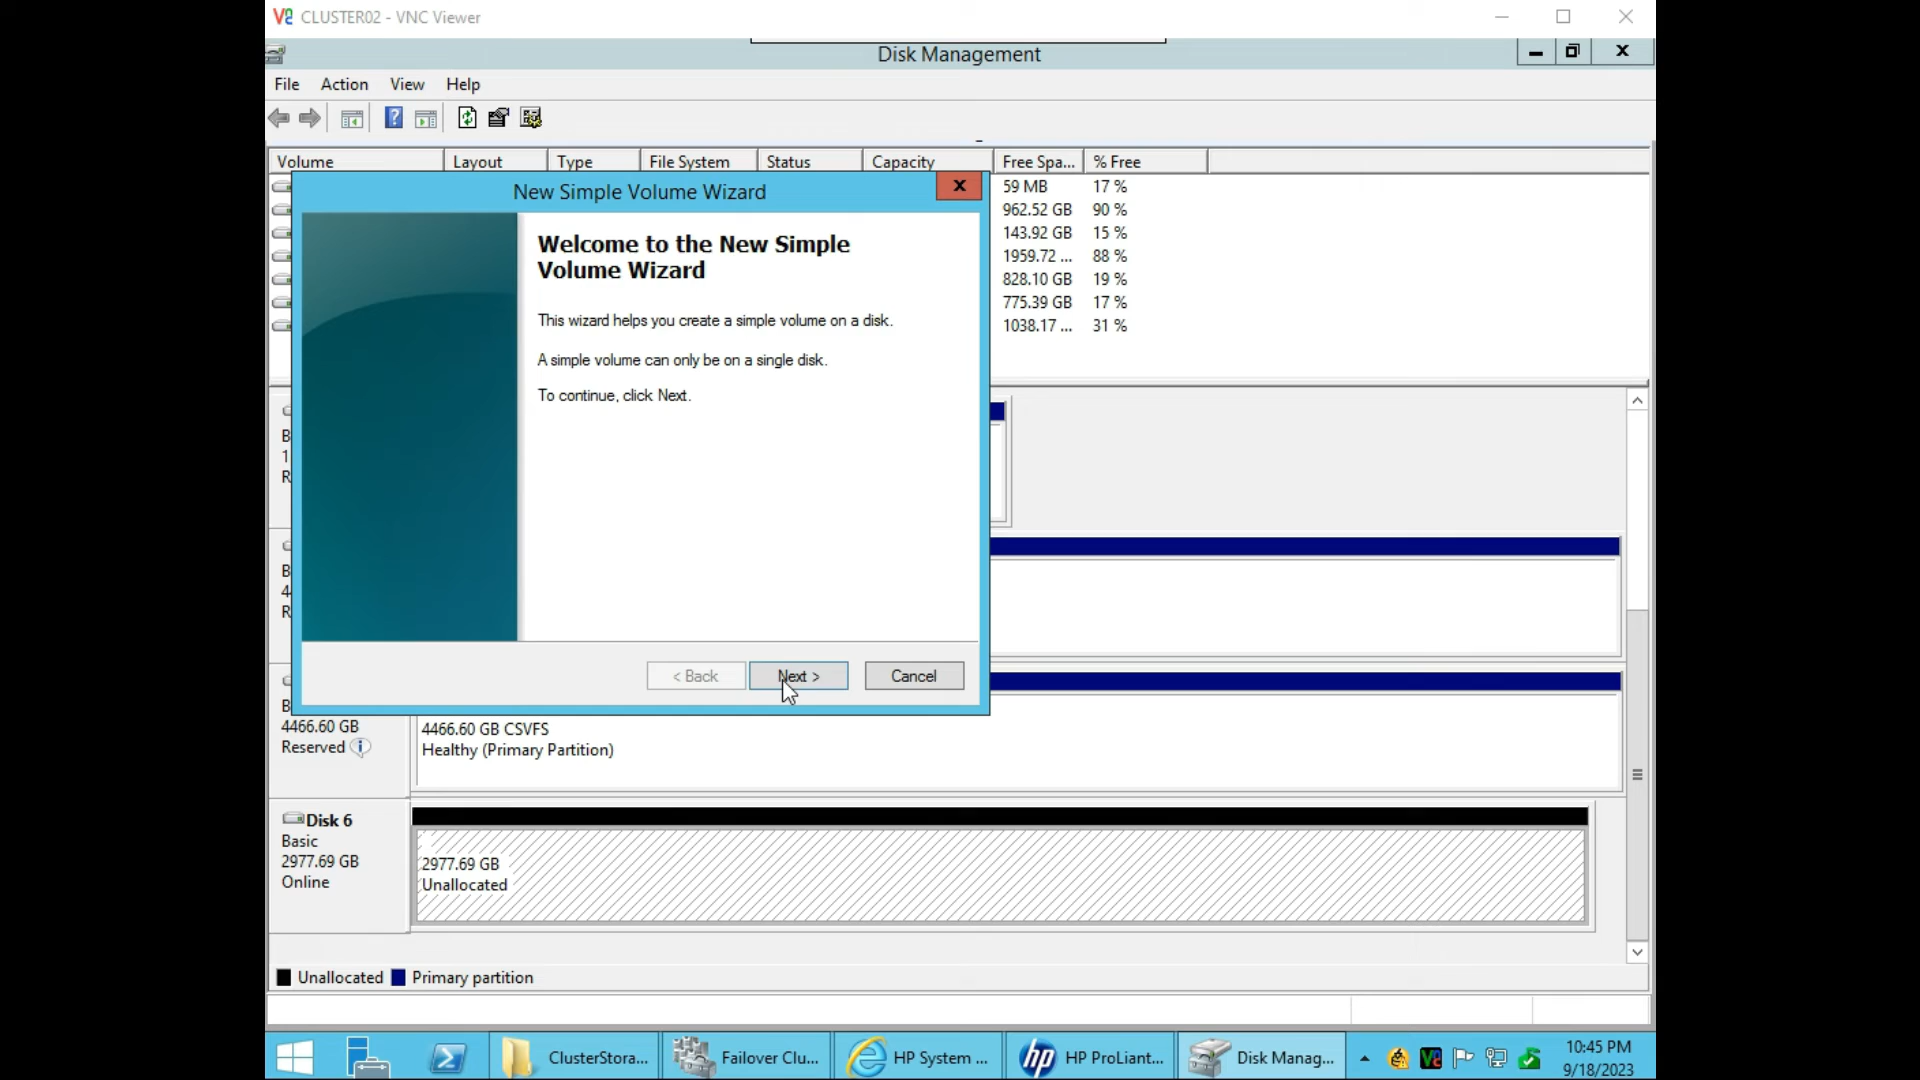 V2 CLUSTER02 - VNC Viewer
Disk Management
File Action View Help
Volume Layout Type File System Status Capacity Free Spa... % Free
59 MB 17 %
962.52 GB 90 %
143.92 GB 15 %
1959.72 ... 88 %
828.10 GB 19 %
775.39 GB 17 %
1038.17 ... 31 %
New Simple Volume Wizard
Welcome to the New Simple
Volume Wizard
This wizard helps you create a simple volume on a disk.
A simple volume can only be on a single disk.
To continue, click Next.
< Back Next > Cancel
B
1
R
B
4
R
B
4466.60 GB
Reserved
4466.60 GB CSVFS
Healthy (Primary Partition)
Disk 6
Basic
2977.69 GB
Online
2977.69 GB
Unallocated
Unallocated Primary partition
ClusterStora... Failover Clu... HP System ... hp HP ProLiant... Disk Manag... V2
10:45 PM
9/18/2023